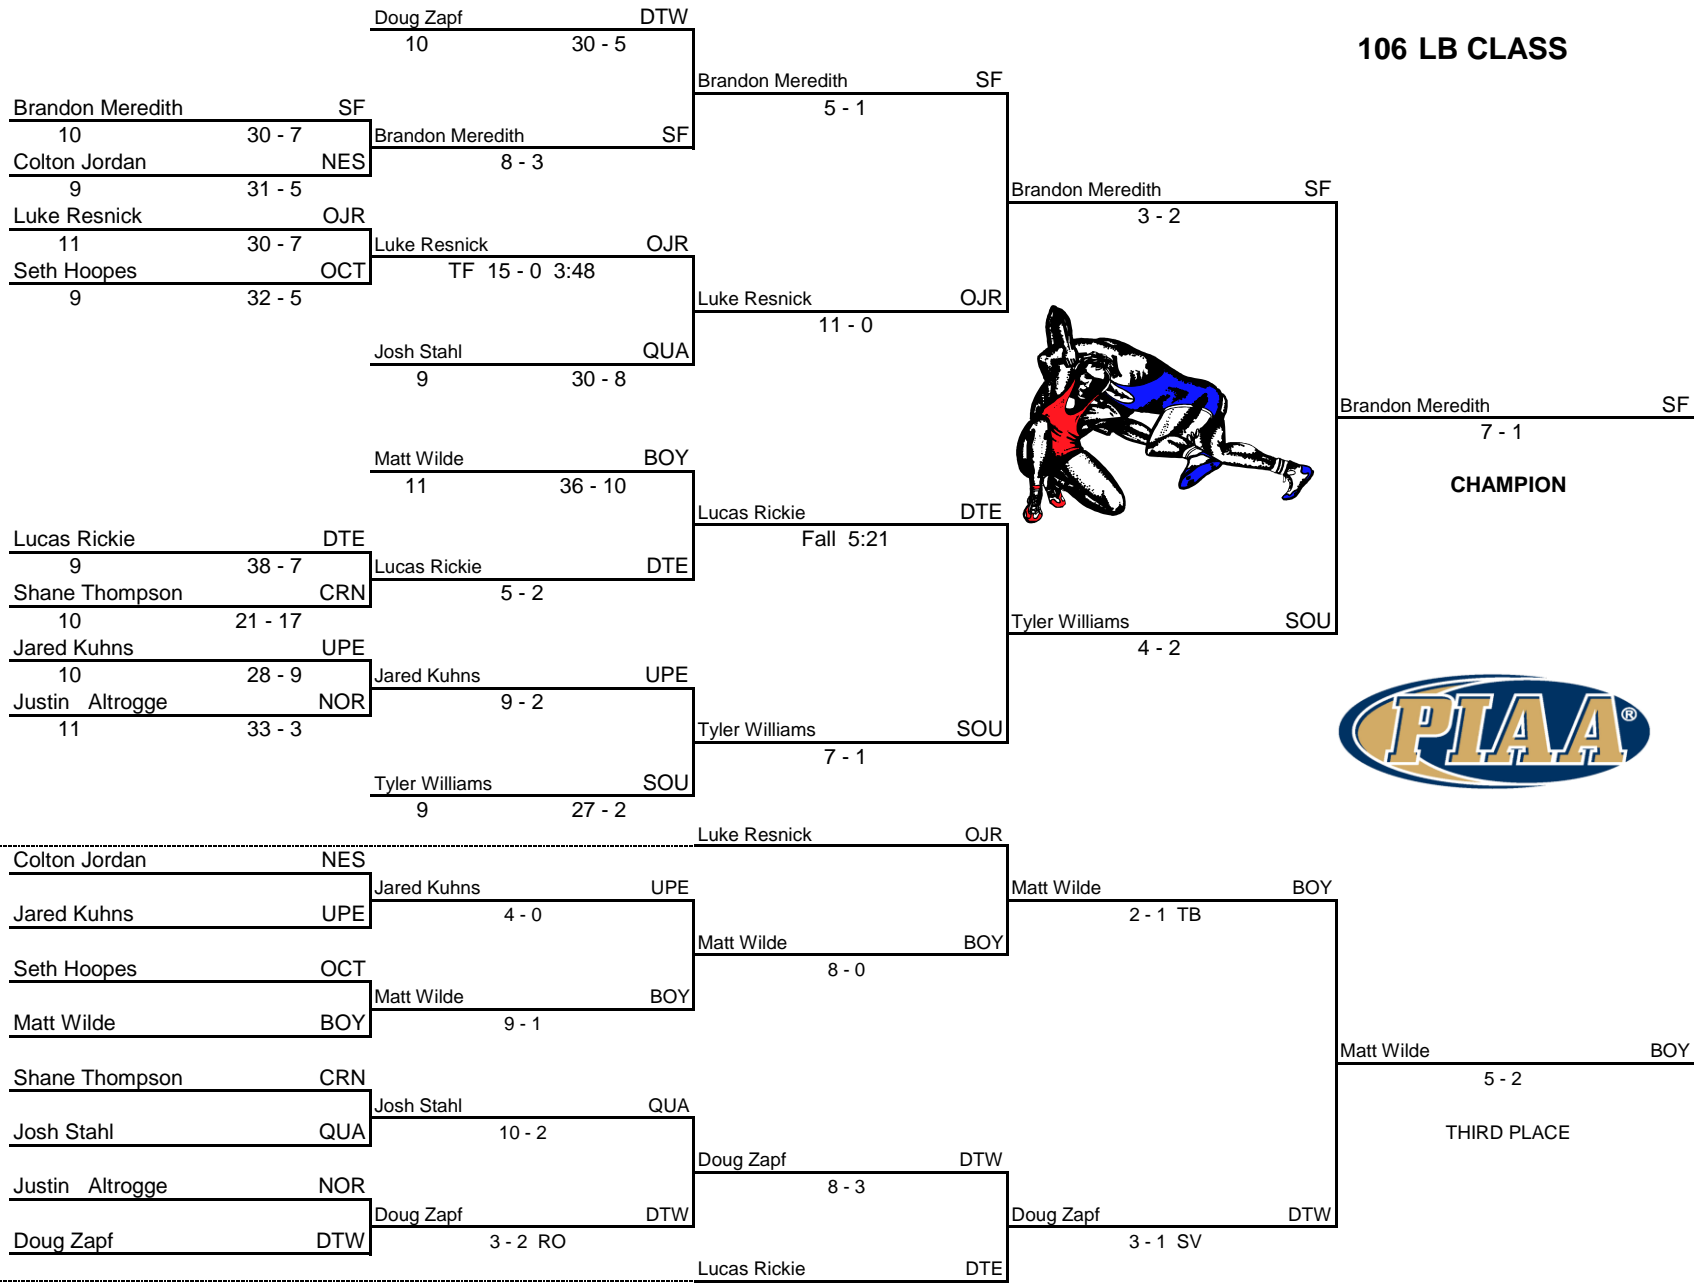 Doug Zapf DTW
10 30 - 5
106 LB CLASS
Brandon Meredith SF
5 - 1
Brandon Meredith SF
10 30 - 7
Brandon Meredith SF
8 - 3
Colton Jordan NES
9 31 - 5
Brandon Meredith SF
3 - 2
Luke Resnick OJR
11 30 - 7
Luke Resnick OJR
TF 15 - 0 3:48
Seth Hoopes OCT
9 32 - 5
Luke Resnick OJR
11 - 0
Josh Stahl QUA
9 30 - 8
Brandon Meredith SF
7 - 1
CHAMPION
Matt Wilde BOY
11 36 - 10
Lucas Rickie DTE
Fall 5:21
Lucas Rickie DTE
9 38 - 7
Lucas Rickie DTE
5 - 2
Shane Thompson CRN
10 21 - 17
Tyler Williams SOU
4 - 2
Jared Kuhns UPE
10 28 - 9
Jared Kuhns UPE
9 - 2
Justin Altrogge NOR
11 33 - 3
Tyler Williams SOU
7 - 1
PIAA®
Tyler Williams SOU
9 27 - 2
Luke Resnick OJR
Colton Jordan NES
Jared Kuhns UPE
4 - 0
Matt Wilde BOY
2 - 1 TB
Jared Kuhns UPE
Matt Wilde BOY
8 - 0
Seth Hoopes OCT
Matt Wilde BOY
9 - 1
Matt Wilde BOY
Matt Wilde BOY
5 - 2
THIRD PLACE
Shane Thompson CRN
Josh Stahl QUA
10 - 2
Josh Stahl QUA
Doug Zapf DTW
8 - 3
Justin Altrogge NOR
Doug Zapf DTW
3 - 2 RO
Doug Zapf DTW
3 - 1 SV
Doug Zapf DTW
Lucas Rickie DTE